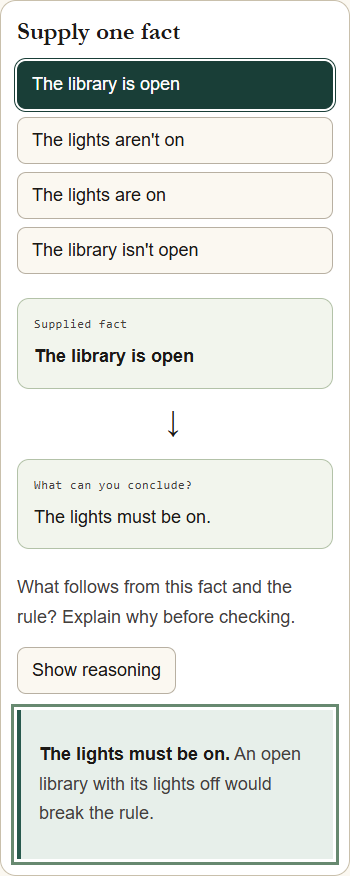 Supply one fact
The library is open
The lights aren't on
The lights are on
The library isn't open
Supplied fact
The library is open
↓
What can you conclude?
The lights must be on.
What follows from this fact and the
rule? Explain why before checking.
Show reasoning
The lights must be on. An open
library with its lights off would
break the rule.